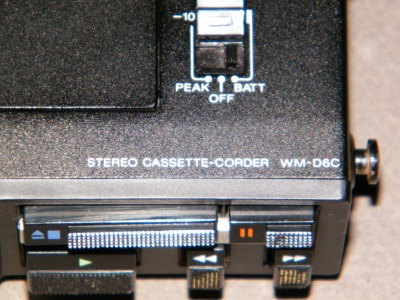 -10
PEAK BATT
OFF
STEREO CASSETTE-CORDER WM-D6C